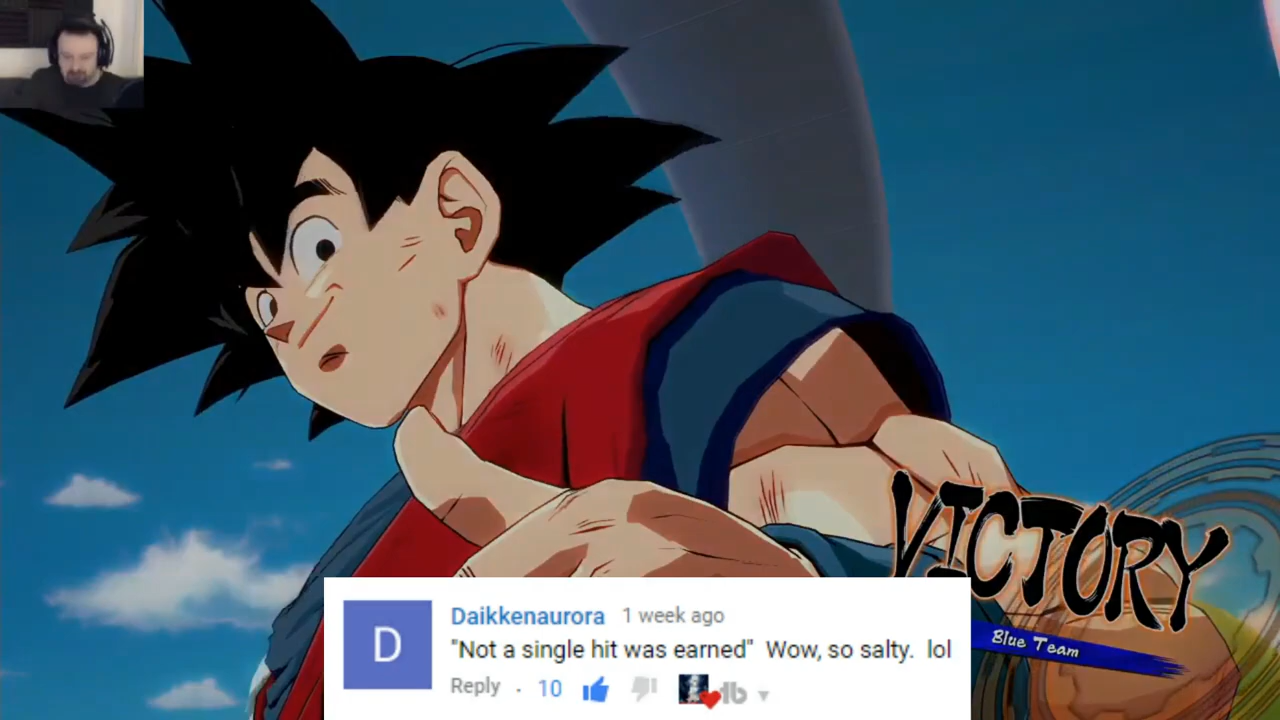 VICTORY
Blue Team
D
Daikkenaurora 1 week ago
"Not a single hit was earned" Wow, so salty. lol
Reply · 10